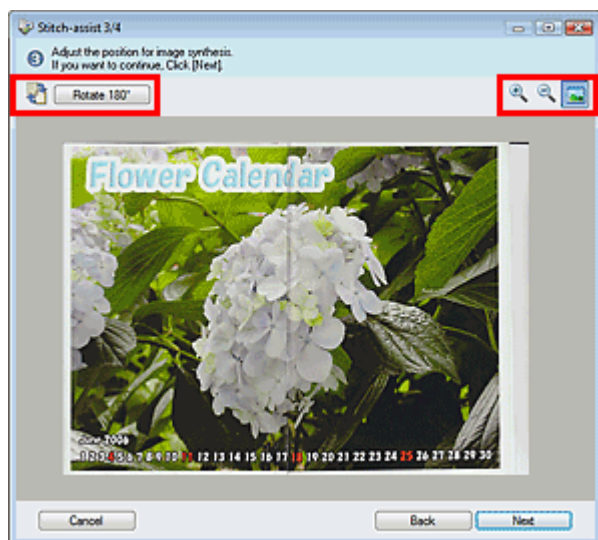 Stitch-assist 3/4
3
Adjust the position for image synthesis.
If you want to continue, Click [Next].
Rotate 180°
Flower Calendar
June 2006
1 2 3 4 5 6 7 8 9 10 11 12 13 14 15 16 17 18 19 20 21 22 23 24 25 26 27 28 29 30
Cancel
Back
Next